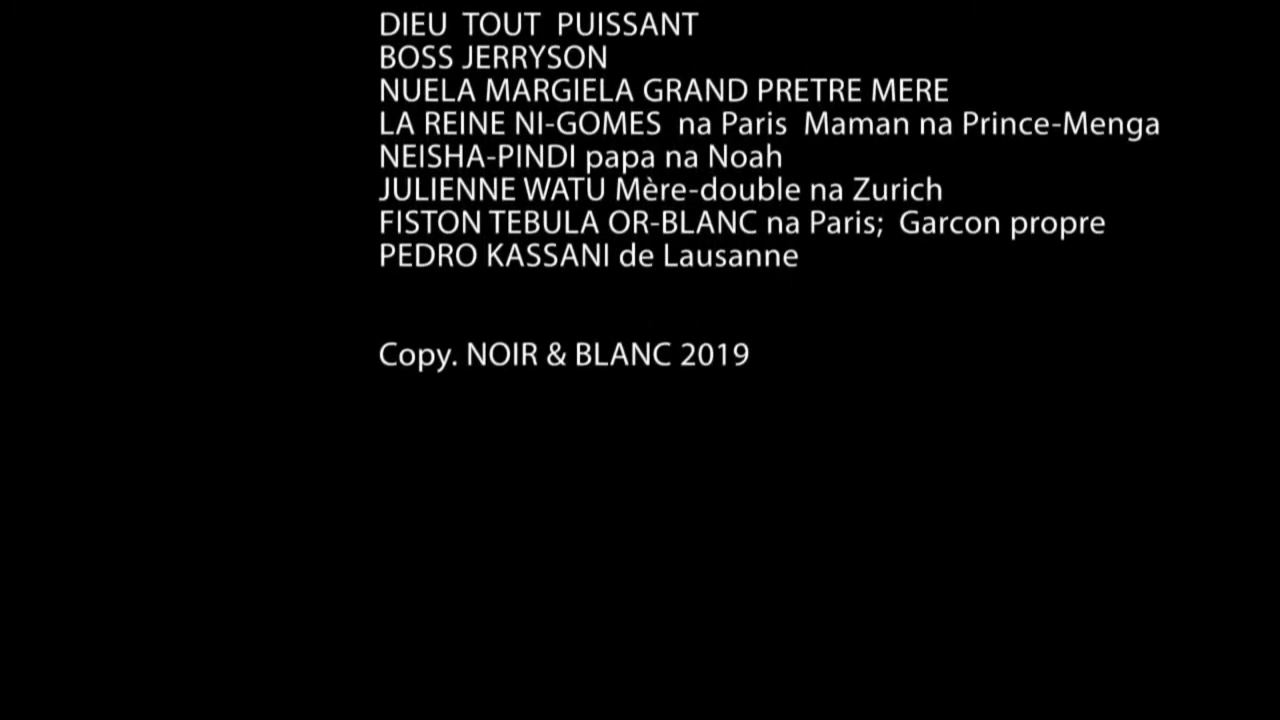 DIEU TOUT PUISSANT
BOSS JERRYSON
NUELA MARGIELA GRAND PRETRE MERE
LA REINE NI-GOMES na Paris Maman na Prince-Menga
NEISHA-PINDI papa na Noah
JULIENNE WATU Mère-double na Zurich
FISTON TEBULA OR-BLANC na Paris; Garcon propre
PEDRO KASSANI de Lausanne
Copy. NOIR & BLANC 2019